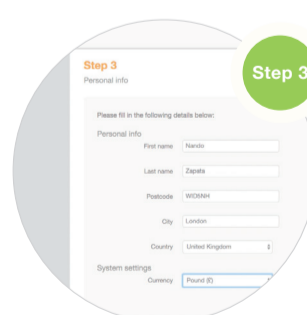 Step 3
Personal info
Step 3
Please fill in the following details below:
Personal info
First name Nando
Last name Zapata
Postcode WID5NH
City London
Country United Kingdom
System settings
Currency Pound (£)